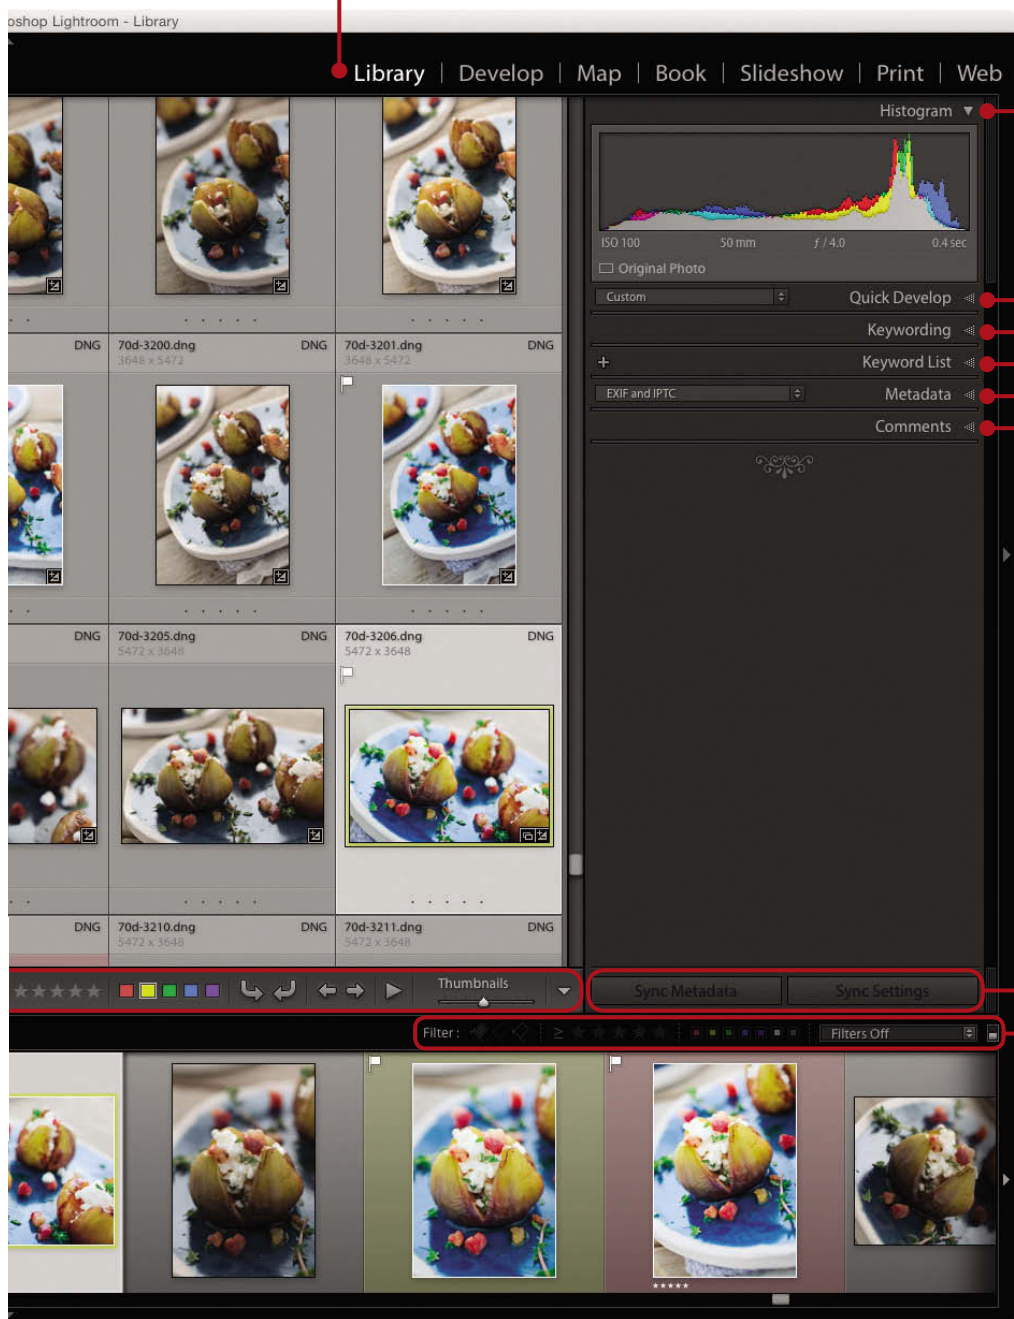 oshop Lightroom - Library
Library | Develop | Map | Book | Slideshow | Print | Web
Histogram
ISO 100 50 mm f / 4.0 0.4 sec
Original Photo
Custom Quick Develop
Keywording
Keyword List
EXIF and IPTC Metadata
Comments
DNG 70d-3200.dng DNG 70d-3201.dng DNG
3648 x 5472 3648 x 5472
DNG 70d-3205.dng DNG 70d-3206.dng DNG
5472 x 3648 5472 x 3648
DNG 70d-3210.dng DNG 70d-3211.dng DNG
5472 x 3648 5472 x 3648
Thumbnails
Sync Metadata Sync Settings
Filter : Filters Off